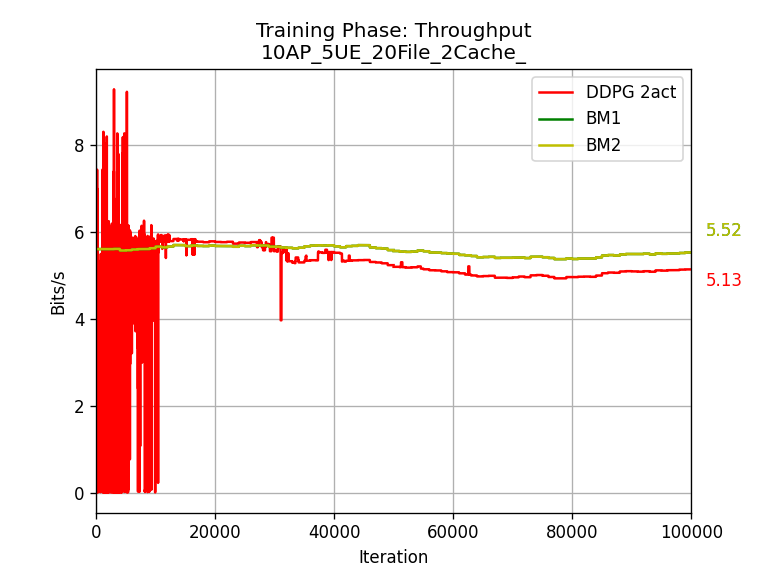 Training Phase: Throughput
10AP_5UE_20File_2Cache_
DDPG 2act
BM1
BM2
8
6
4
2
0
Bits/s
5.52
5.13
0
20000
40000
60000
80000
100000
Iteration